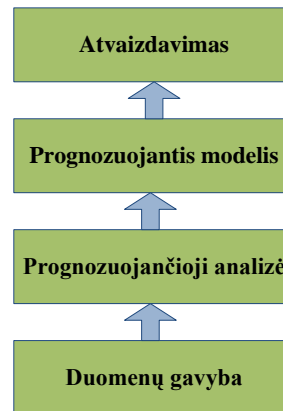 Atvaizdavimas
Prognozuojantis modelis
Prognozuojančioji analizė
Duomenų gavyba